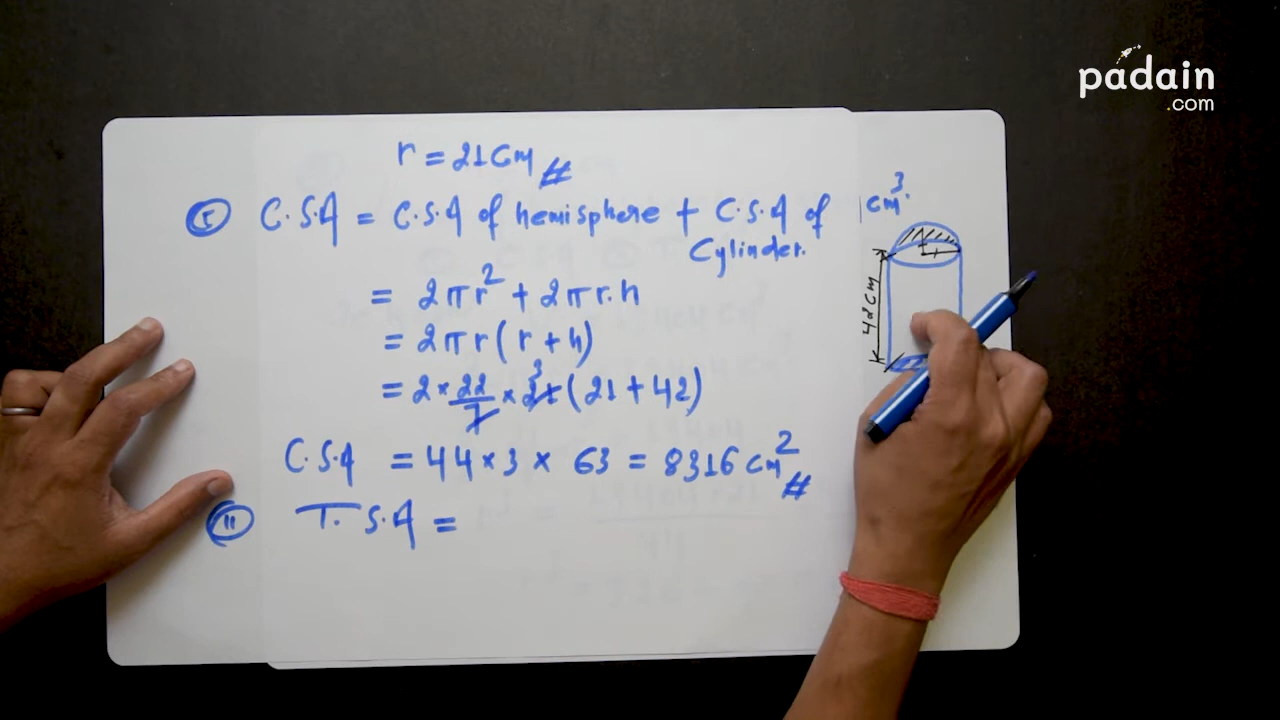 padain
.com
r = 21 cm
(I) C.S.A = C.S.A of hemisphere + C.S.A of
Cylinder.
cm³.
= 2πr² + 2πr.h
= 2πr(r+h)
42 cm
= 2 × 22/7 × 21 3 (21 + 42)
C.S.A = 44 × 3 × 63 = 8316 cm²
(II) T.S.A =